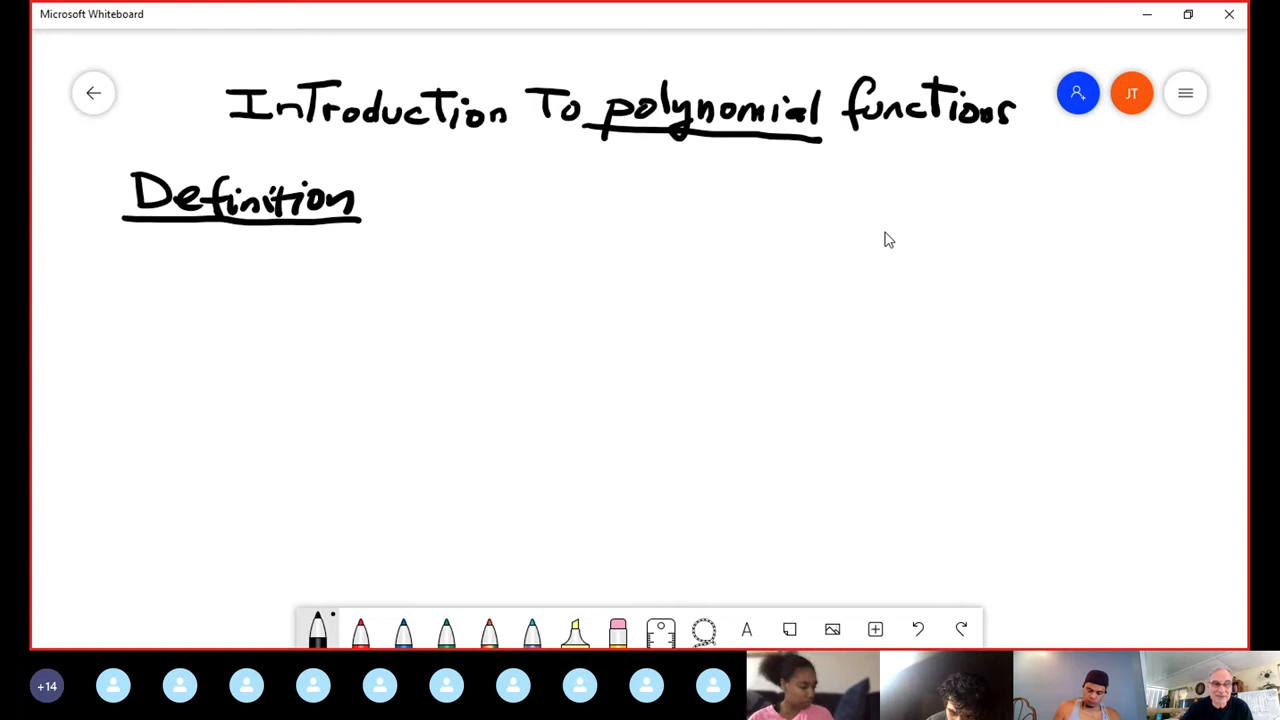 Microsoft Whiteboard
Introduction To polynomial functions
JT
Definition
A
+14